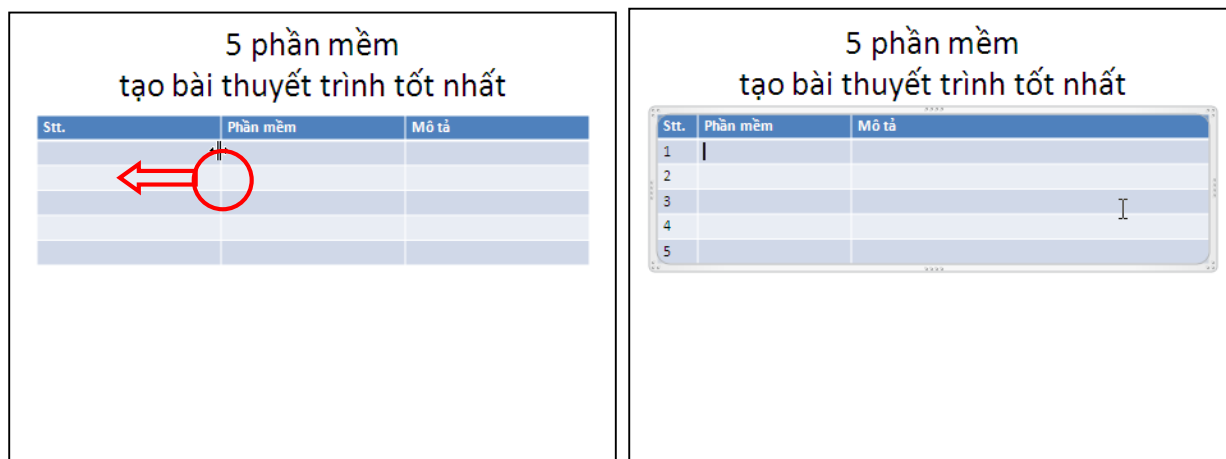 5 phần mềm
tạo bài thuyết trình tốt nhất
Stt. Phần mềm Mô tả
5 phần mềm
tạo bài thuyết trình tốt nhất
Stt. Phần mềm Mô tả
1
2
3
4
5